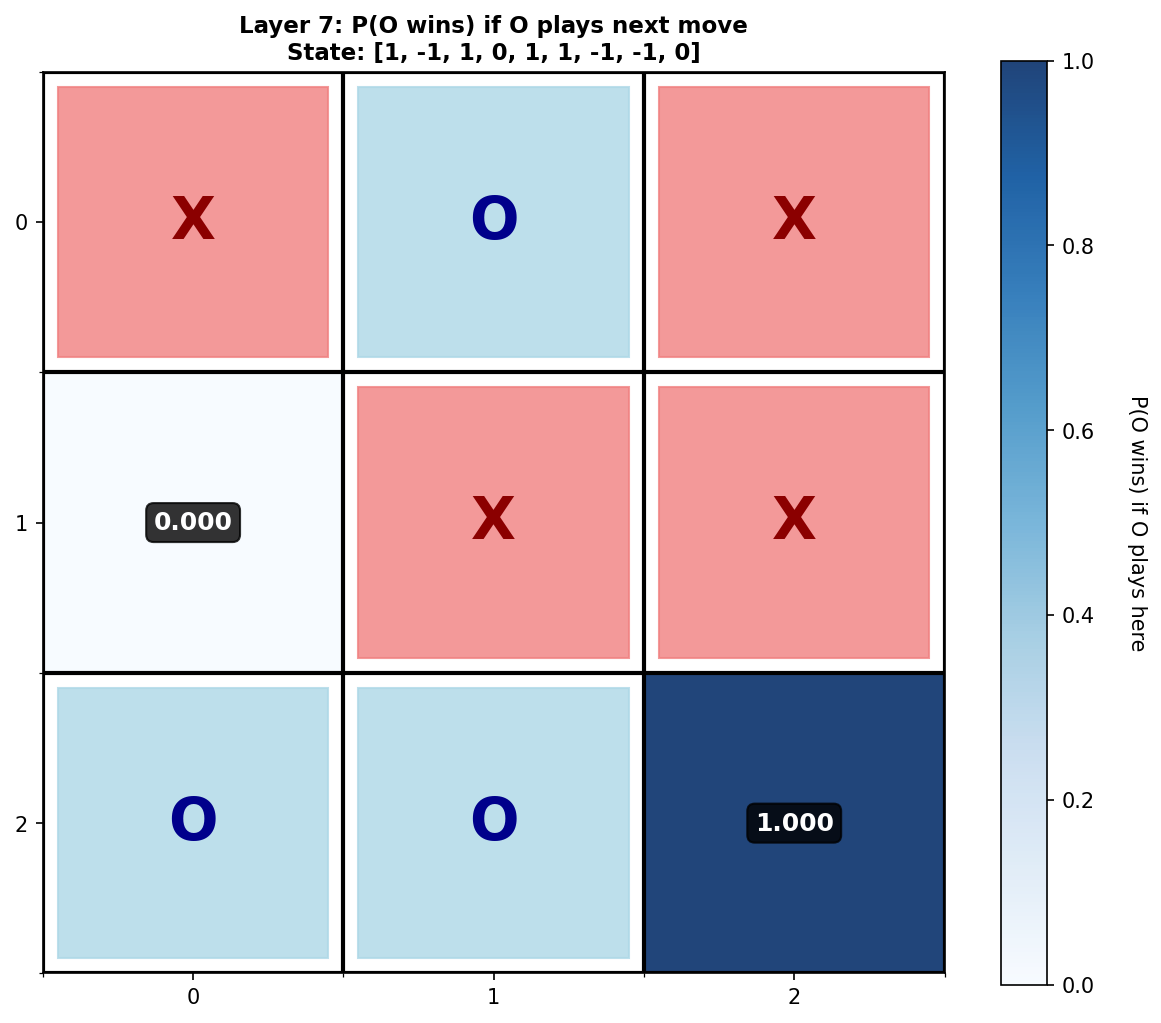 Layer 7: P(O wins) if O plays next move
State: [1, -1, 1, 0, 1, 1, -1, -1, 0]
0
X
O
X
1
0.000
X
X
2
O
O
1.000
0
1
2
1.0
0.8
0.6
0.4
0.2
0.0
P(O wins) if O plays here